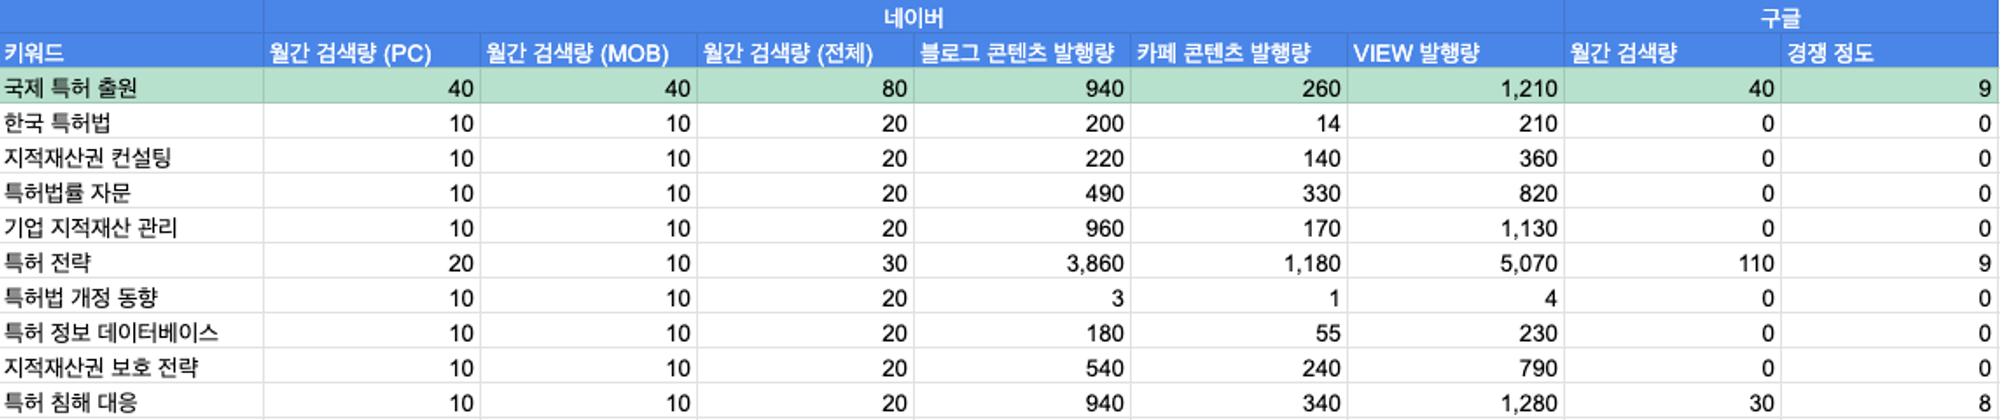 네이버 구글
키워드 월간 검색량 (PC) 월간 검색량 (MOB) 월간 검색량 (전체) 블로그 콘텐츠 발행량 카페 콘텐츠 발행량 VIEW 발행량 월간 검색량 경쟁 정도
국제 특허 출원 40 40 80 940 260 1,210 40 9
한국 특허법 10 10 20 200 14 210 0 0
지적재산권 컨설팅 10 10 20 220 140 360 0 0
특허법률 자문 10 10 20 490 330 820 0 0
기업 지적재산 관리 10 10 20 960 170 1,130 0 0
특허 전략 20 10 30 3,860 1,180 5,070 110 9
특허법 개정 동향 10 10 20 3 1 4 0 0
특허 정보 데이터베이스 10 10 20 180 55 230 0 0
지적재산권 보호 전략 10 10 20 540 240 790 0 0
특허 침해 대응 10 10 20 940 340 1,280 30 8